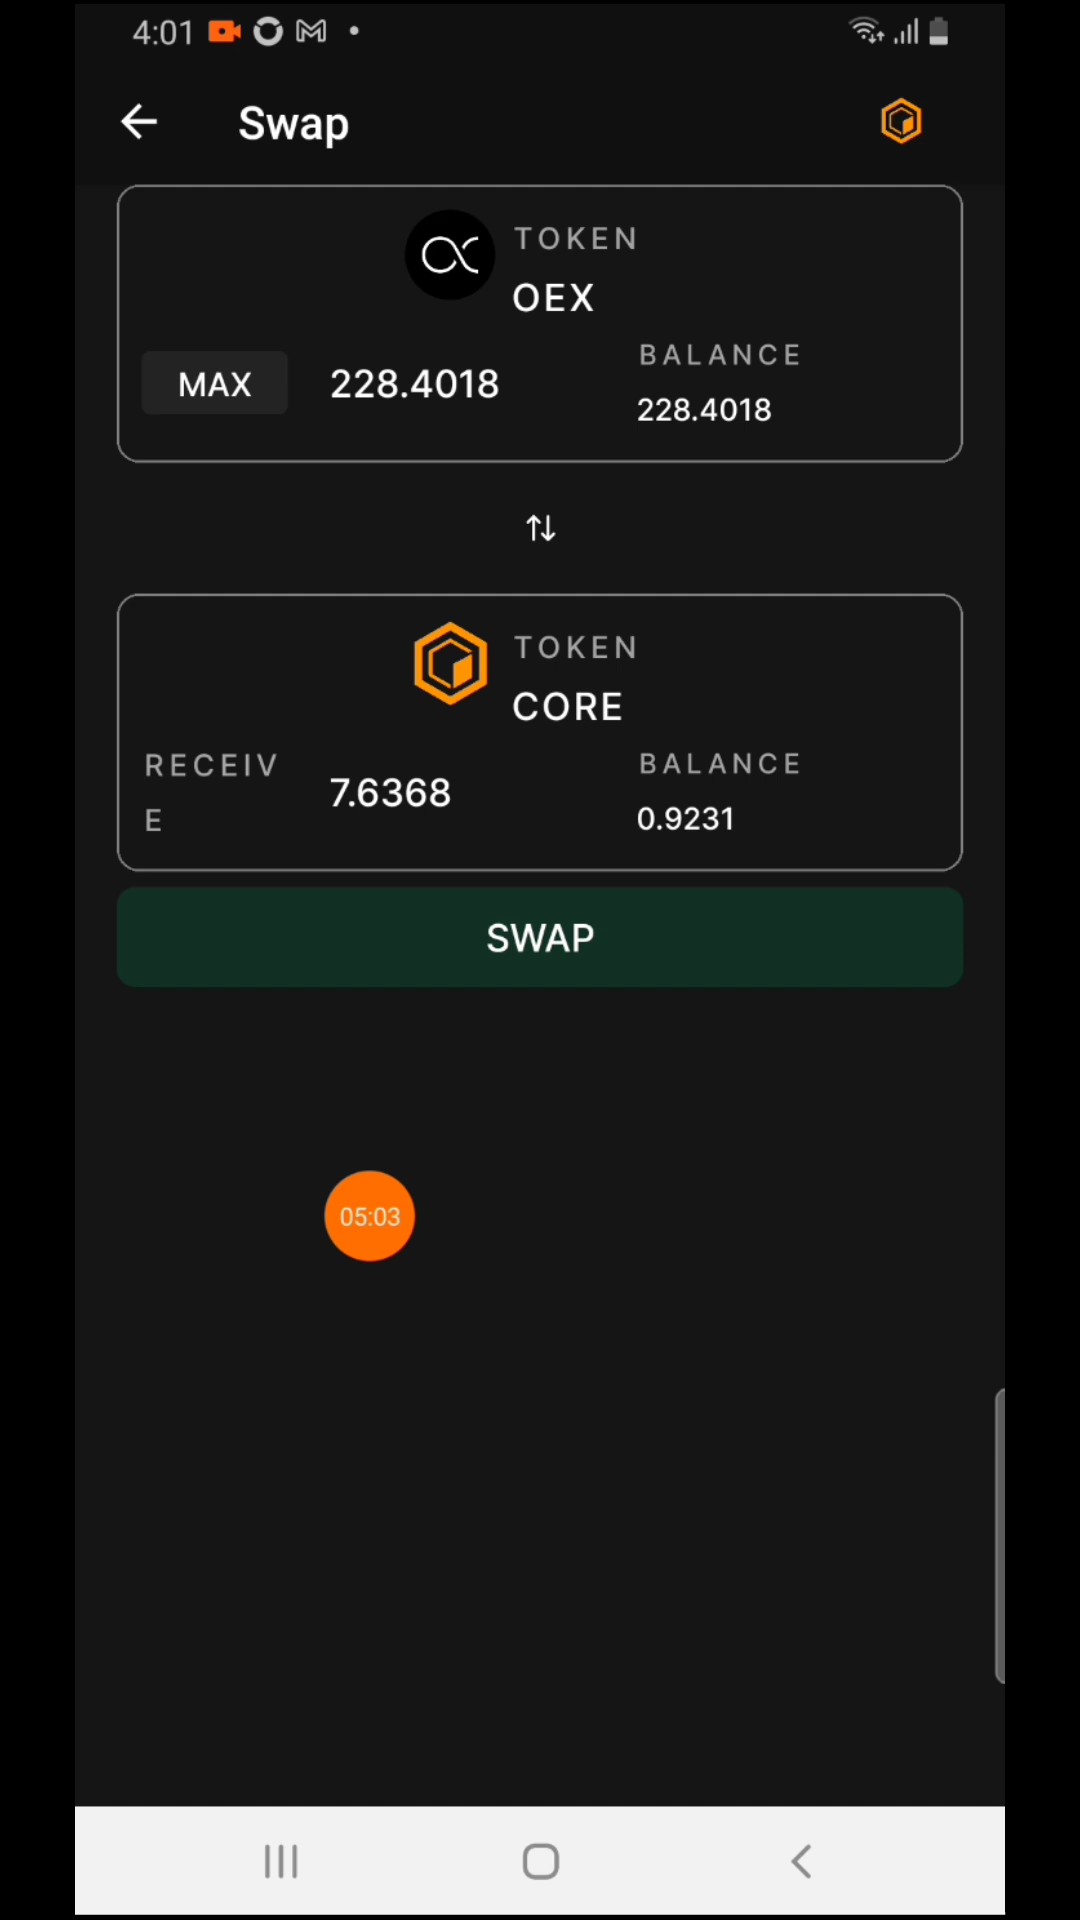 4:01
Swap
TOKEN
OEX
MAX
228.4018
BALANCE
228.4018
TOKEN
CORE
RECEIV
E
7.6368
BALANCE
0.9231
SWAP
05:03